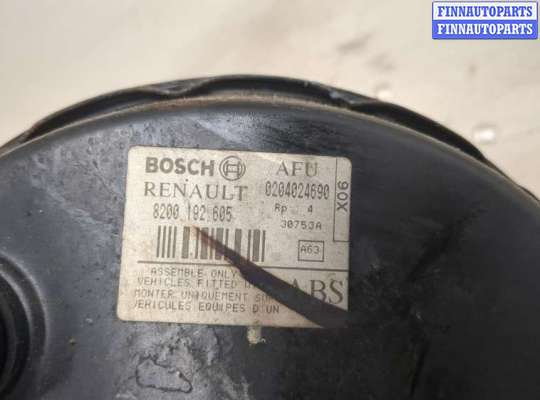 FINNAUTOPARTS
FINNAUTOPARTS
BOSCH AFU
RENAULT 0204024690
8200 192 605 Rp 4
30753A
X06
A63
ASSEMBLE ONLY
VEHICLES FITTED
ABS
MONTER UNIQUEMENT SUR
VEHICULES EQUIPES D'UN